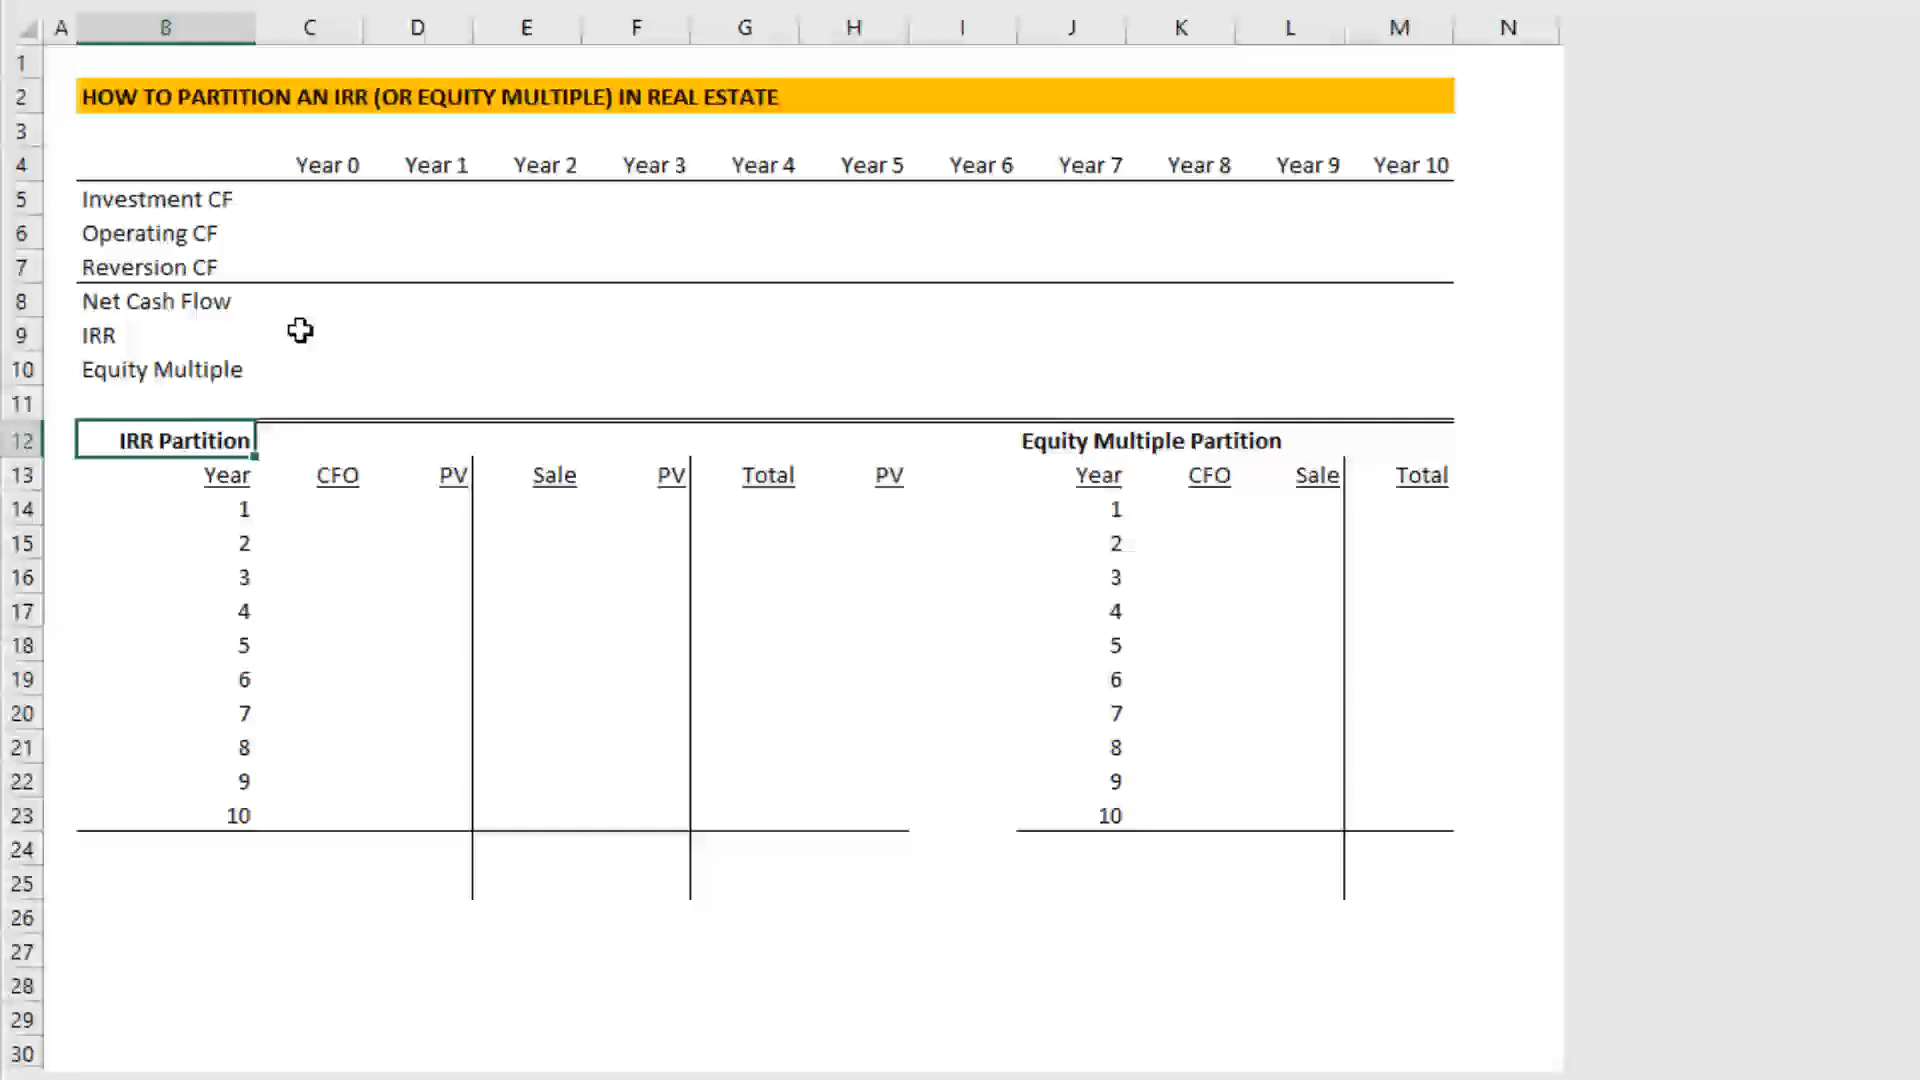 A B C D E F G H I J K L M N
1
2 HOW TO PARTITION AN IRR (OR EQUITY MULTIPLE) IN REAL ESTATE
3
4 Year 0 Year 1 Year 2 Year 3 Year 4 Year 5 Year 6 Year 7 Year 8 Year 9 Year 10
5 Investment CF
6 Operating CF
7 Reversion CF
8 Net Cash Flow
9 IRR
10 Equity Multiple
11
12 IRR Partition Equity Multiple Partition
13 Year CFO PV Sale PV Total PV Year CFO Sale Total
14 1 1
15 2 2
16 3 3
17 4 4
18 5 5
19 6 6
20 7 7
21 8 8
22 9 9
23 10 10
24
25
26
27
28
29
30